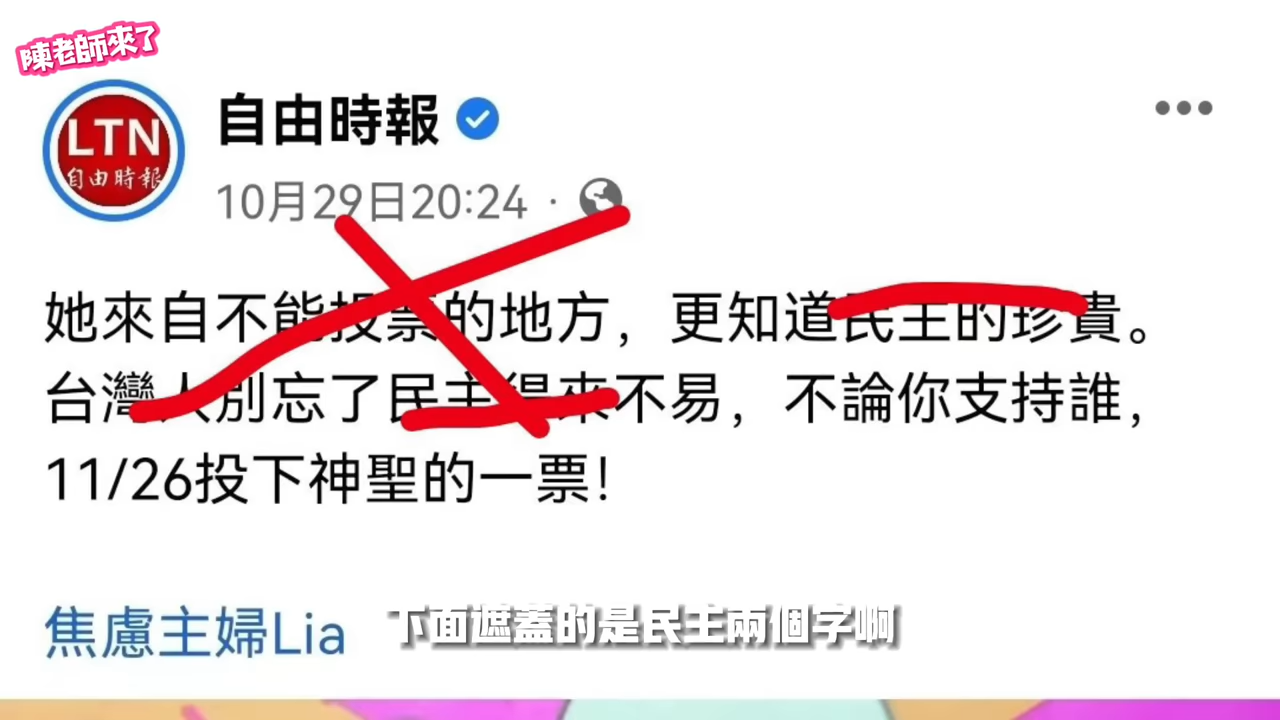 陳老師來了
LTN
自由時報
自由時報
10月29日20:24
她來自不能投票的地方，更知道民主的珍貴。
台灣人別忘了民主得來不易，不論你支持誰，
11/26投下神聖的一票！
焦慮主婦Lia
下面遮蓋的是民主兩個字啊